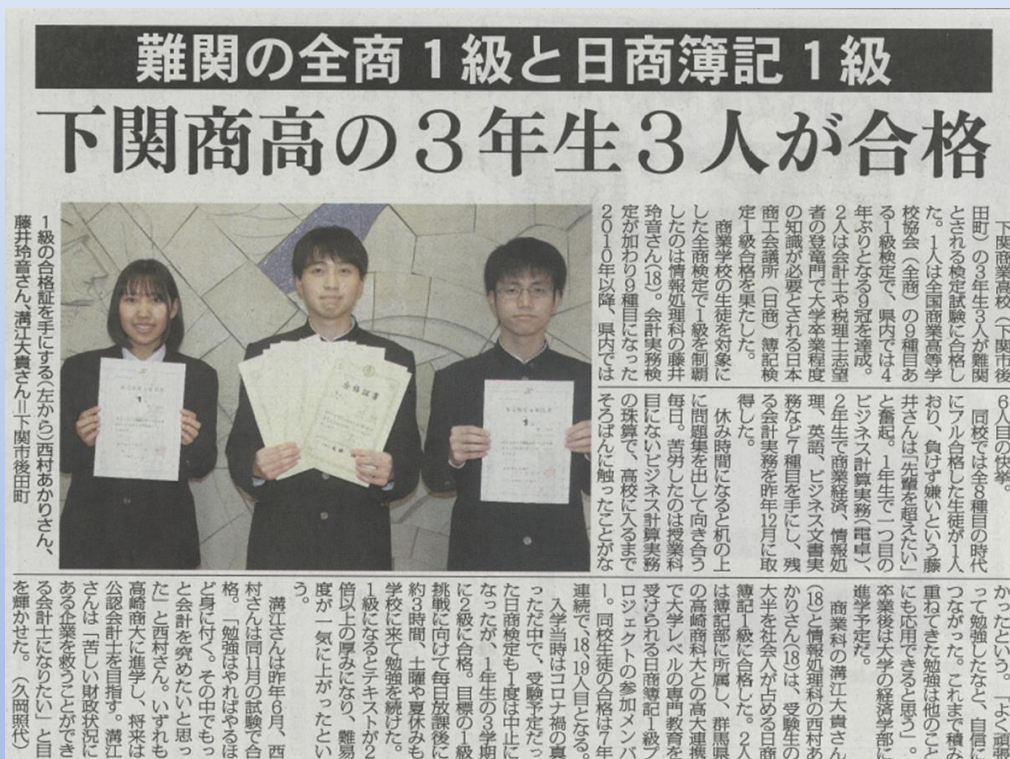 難関の全商1級と日商簿記1級
下関商高の3年生3人が合格
下関商業高校(下関市後
田町)の3年生3人が難関
とされる検定試験に合格し
た。1人は全国商業高等学
校協会(全商)の9種目あ
る1級検定で、県内では4
年ぶりとなる9冠を達成。
2人は会計士や税理士志望
者の登竜門で大学卒業程度
の知識が必要とされる日本
商工会議所(日商)簿記検
定1級合格を果たした。
商業学校の生徒を対象に
した全商検定で1級を制覇
したのは情報処理科の藤井
玲音さん(18)。会計実務検
定が加わり9種目になった
2010年以降、県内では
6人目の快挙。
同校では全8種目の時代
にフル合格した生徒が1人
おり、負けず嫌いという藤
井さんは「先輩を超えたい」
と奮起。1年生で一つ目の
ビジネス計算実務(電卓)、
2年生で商業経済、情報処
理、英語、ビジネス文書実
務など7種目を手にし、残
る会計実務を昨年12月に取
得した。
休み時間になると机の上
に問題集を出して向き合う
毎日。苦労したのは授業科
目にないビジネス計算実務
の珠算で、高校に入るまで
そろばんに触ったことがな
かったという。「よく頑張
って勉強したなと、自信に
つながった。これまで積み
重ねてきた勉強は他のこと
にも応用できると思う」。
卒業後は大学の経済学部に
進学予定だ。
商業科の溝江大貴さん
(18)と情報処理科の西村あ
かりさん(18)は、受験生の
大半を社会人が占める日商
簿記1級に合格した。2人
は簿記部に所属し、群馬県
の高崎商科大との高大連携
で大学レベルの専門教育を
受けられる日商簿記1級プ
ロジェクトの参加メンバ
ー。同校生徒の合格は7年
連続で、18、19人目となる。
入学当時はコロナ禍の真
っただ中で、受験予定だっ
た日商検定も1度は中止に
なったが、1年生の3学期
に2級に合格。目標の1級
挑戦に向けて毎日放課後に
約3時間、土曜や夏休みも
学校に来て勉強を続けた。
1級になるとテキストが2
倍以上の厚みになり、難易
度が一気に上がったとい
う。
溝江さんは昨年6月、西
村さんは同11月の試験で合
格。「勉強はやればやるほ
ど身に付く。その中でもっ
と会計を究めたいと思っ
た」と西村さん。いずれも
高崎商大に進学し、将来は
公認会計士を目指す。溝江
さんは「苦しい財政状況に
ある企業を救うことができ
る会計士になりたい」と目
を輝かせた。(久岡照代)
1級の合格証を手にする(左から)西村あかりさん、
藤井玲音さん、溝江大貴さん=下関市後田町
合格証書